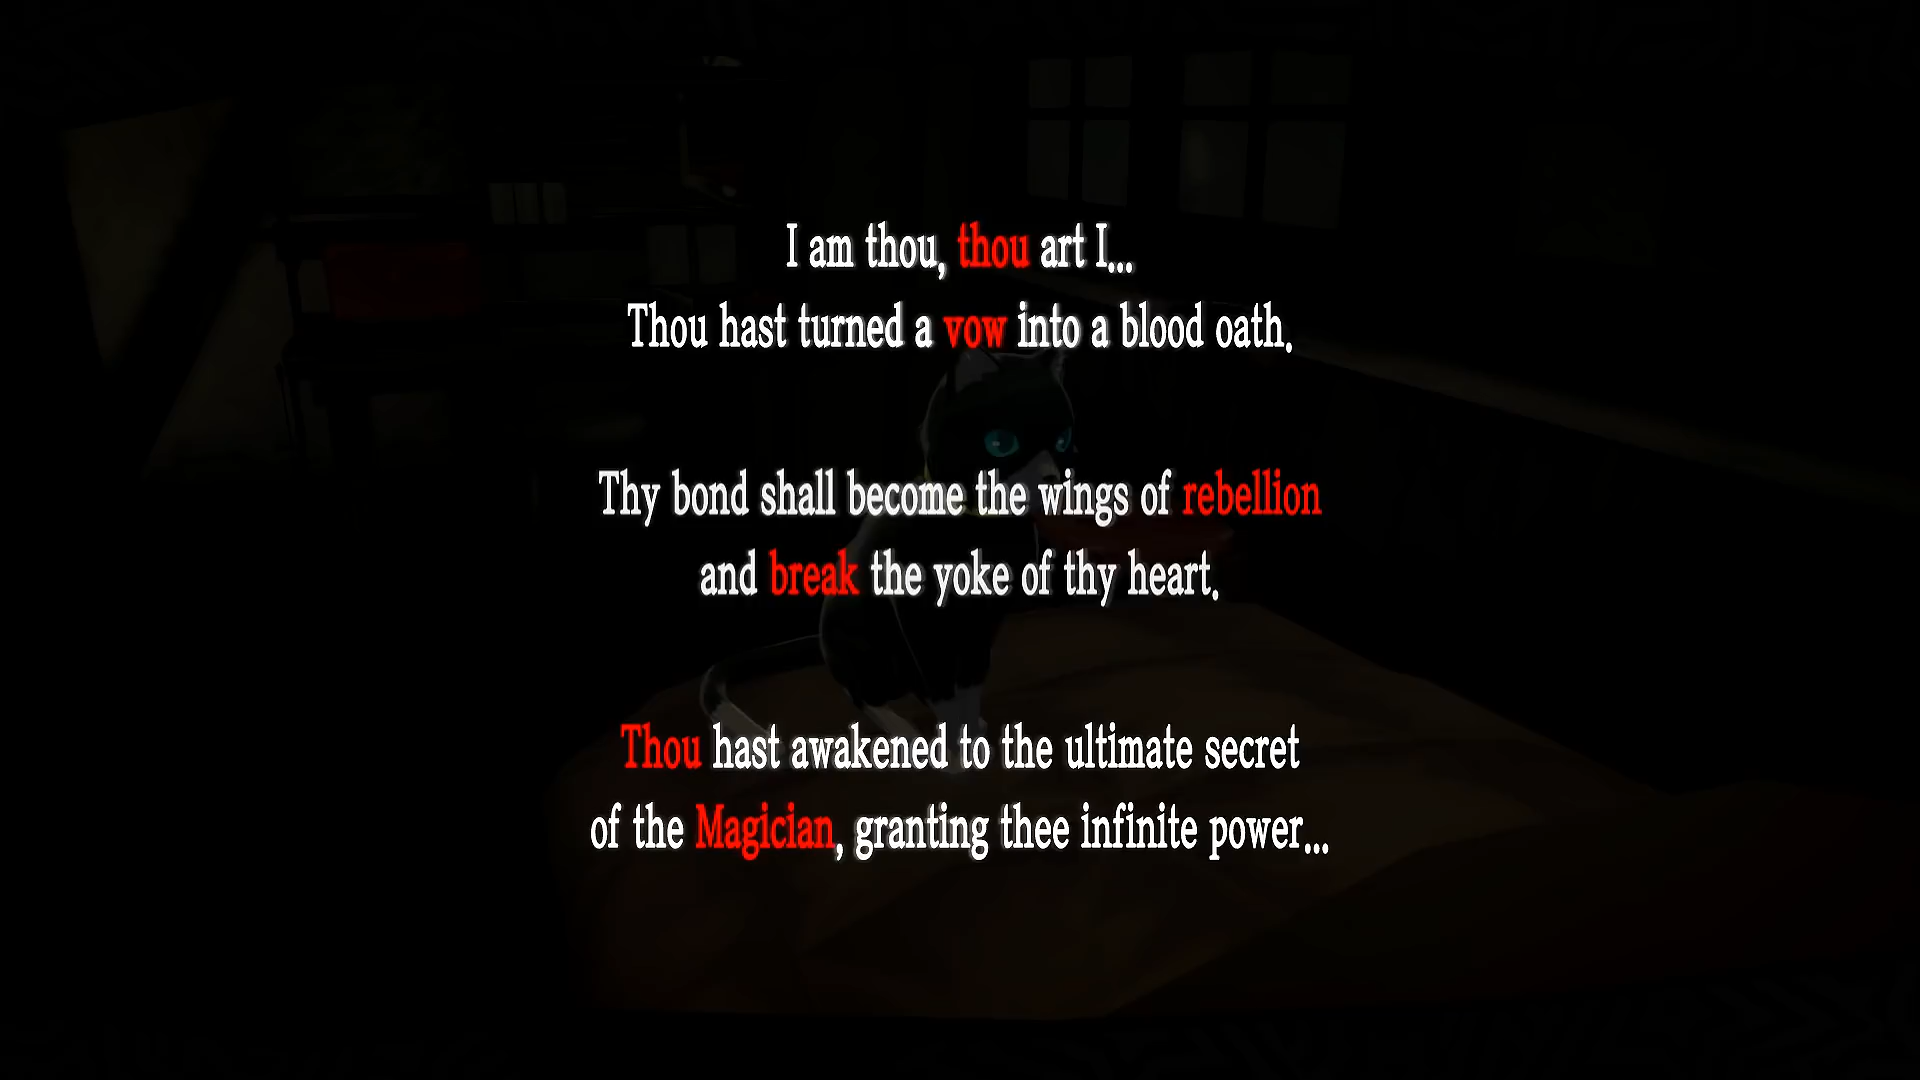 I am thou, thou art I...
Thou hast turned a vow into a blood oath.
Thy bond shall become the wings of rebellion
and break the yoke of thy heart.
Thou hast awakened to the ultimate secret
of the Magician, granting thee infinite power...